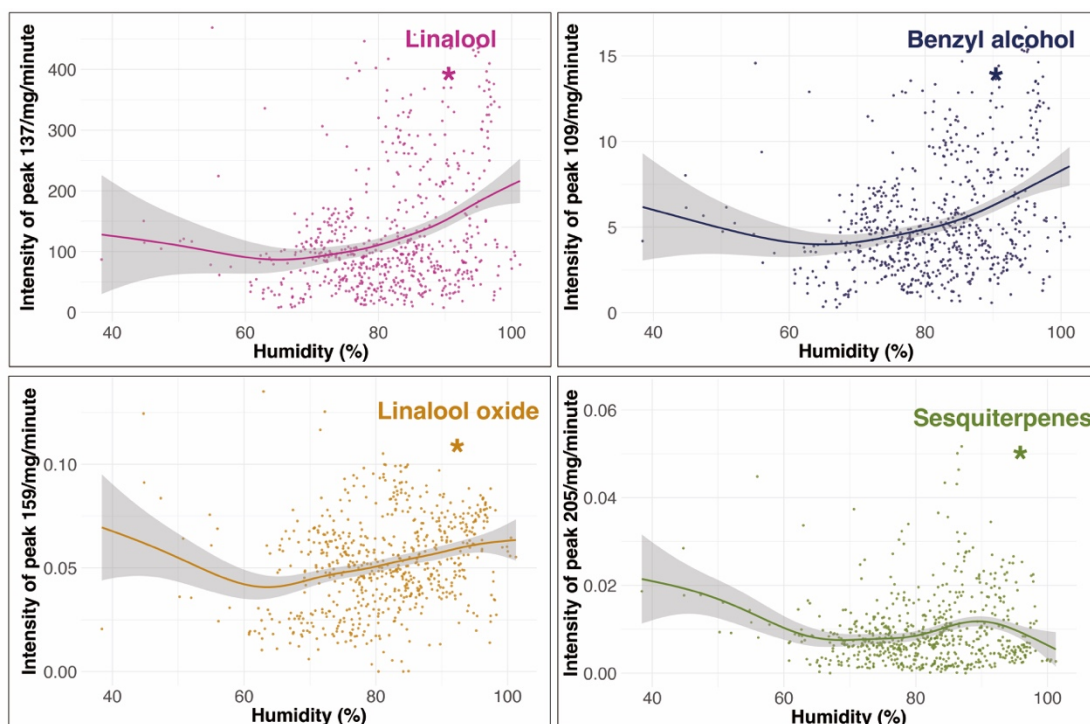 Linalool
*
Intensity of peak 137/mg/minute
400
300
200
100
0
40 60 80 100
Humidity (%)
Benzyl alcohol
*
Intensity of peak 109/mg/minute
15
10
5
0
40 60 80 100
Humidity (%)
Linalool oxide
*
Intensity of peak 159/mg/minute
0.10
0.05
0.00
40 60 80 100
Humidity (%)
Sesquiterpenes
*
Intensity of peak 205/mg/minute
0.06
0.04
0.02
0.00
40 60 80 100
Humidity (%)